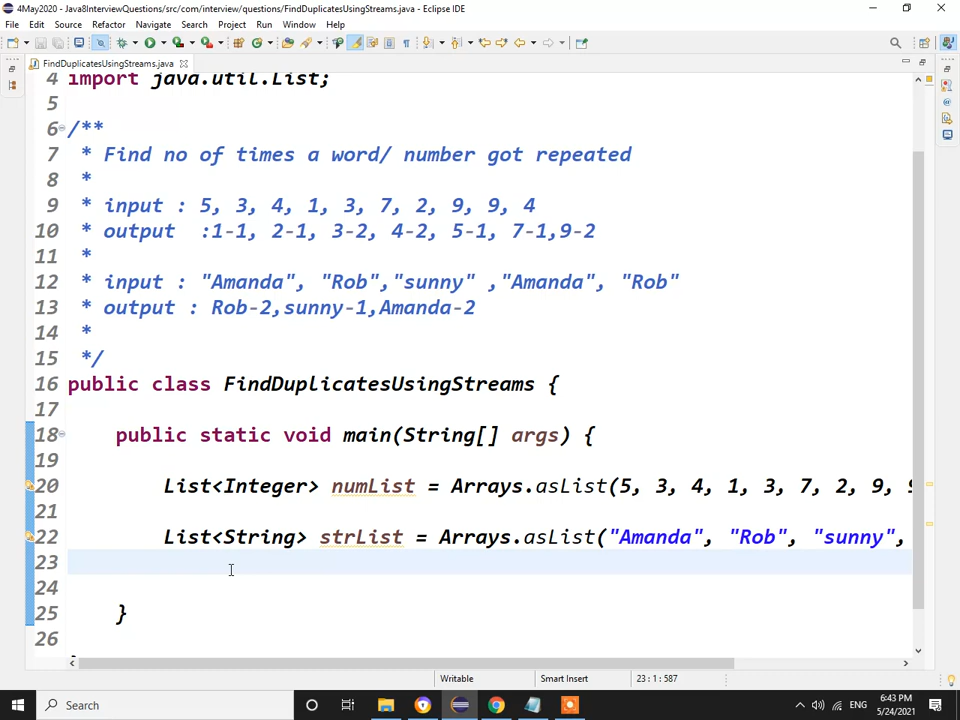 4May2020 - Java8InterviewQuestions/src/com/interview/questions/FindDuplicatesUsingStreams.java - Eclipse IDE
File Edit Source Refactor Navigate Search Project Run Window Help
FindDuplicatesUsingStreams.java
4 import java.util.List;
5
6 /**
7 * Find no of times a word/ number got repeated
8 *
9 * input : 5, 3, 4, 1, 3, 7, 2, 9, 9, 4
10 * output  :1-1, 2-1, 3-2, 4-2, 5-1, 7-1,9-2
11 *
12 * input : "Amanda", "Rob","sunny" ,"Amanda", "Rob"
13 * output : Rob-2,sunny-1,Amanda-2
14 *
15 */
16 public class FindDuplicatesUsingStreams {
17
18 public static void main(String[] args) {
19
20 List<Integer> numList = Arrays.asList(5, 3, 4, 1, 3, 7, 2, 9, 9
21
22 List<String> strList = Arrays.asList("Amanda", "Rob", "sunny",
23
24
25 }
26
Writable Smart Insert 23 : 1 : 587
Search ENG 6:43 PM
5/24/2021